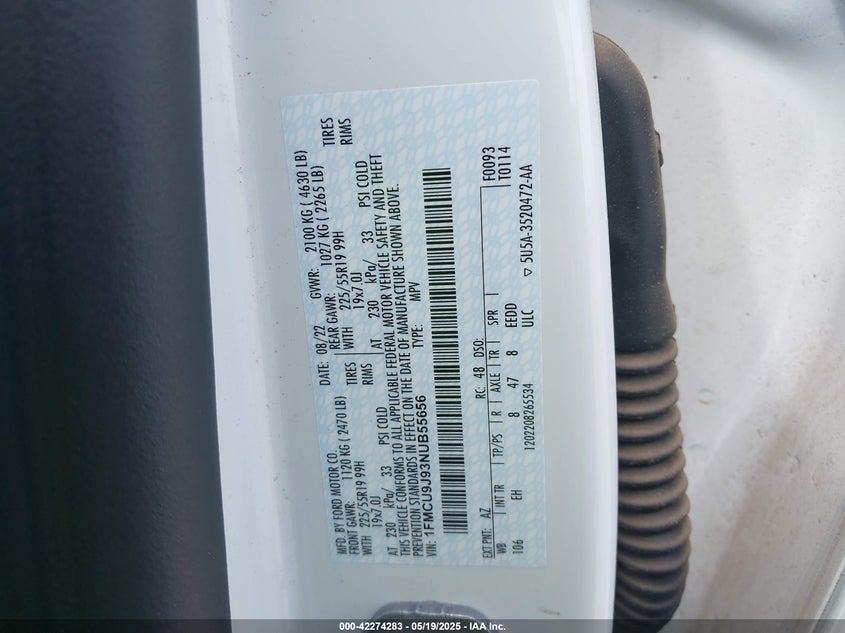 MFD. BY FORD MOTOR CO.
DATE: 08/22 GVWR: 2100 KG ( 4630 LB)
FRONT GAWR: 1120 KG ( 2470 LB) REAR GAWR: 1027 KG ( 2265 LB)
WITH 225/55R19 99H TIRES WITH 225/55R19 99H TIRES
19x7.0J RIMS 19x7.0J RIMS
AT 230 kPa/ 33 PSI COLD AT 230 kPa/ 33 PSI COLD
THIS VEHICLE CONFORMS TO ALL APPLICABLE FEDERAL MOTOR VEHICLE SAFETY AND THEFT
PREVENTION STANDARDS IN EFFECT ON THE DATE OF MANUFACTURE SHOWN ABOVE.
VIN: 1FMCU9J93NUB55656 TYPE: MPV
F0093
EXT PNT: AZ RC: 48 DSO: T0114
WB INT TR TP/PS R AXLE TR SPR
106 EH 8 47 8 EEDD
1202208265534 ULC
▽ 5U5A-3520472-AA
000-42274283 - 05/19/2025 - IAA Inc.